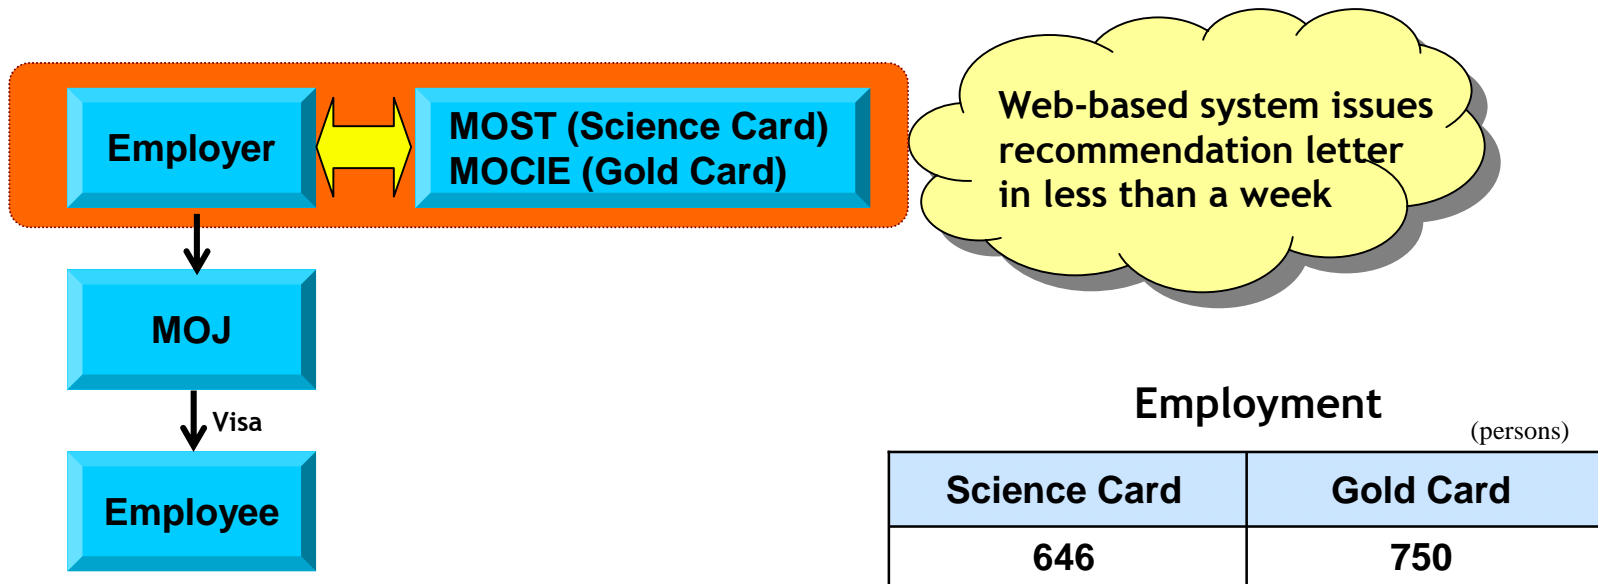 Employer
MOST (Science Card)
MOCIE (Gold Card)
Web-based system issues
recommendation letter
in less than a week
MOJ
Visa
Employee
Employment
(persons)
Science Card
Gold Card
646
750